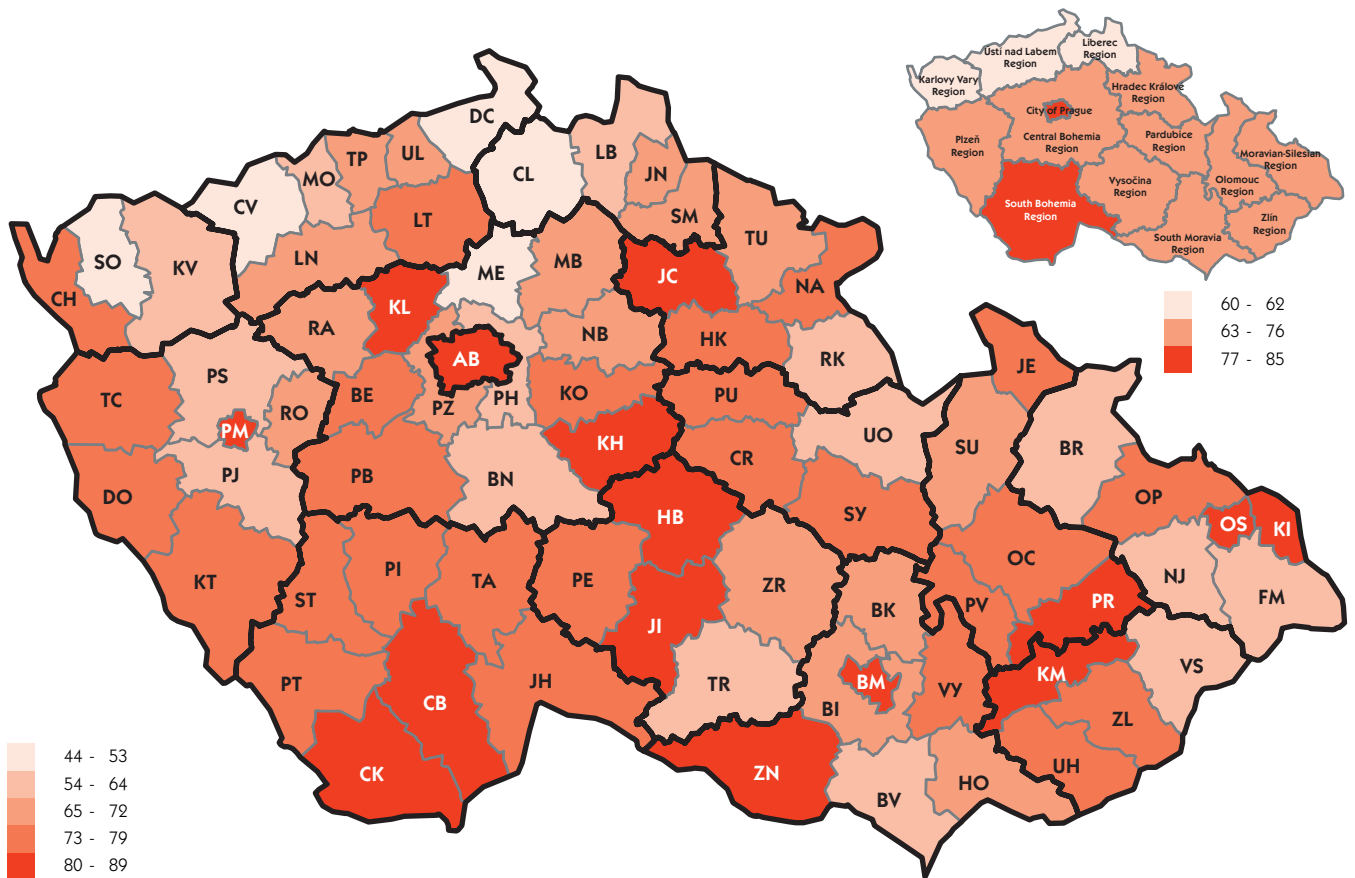 Ústí nad Labem
Region
Liberec
Region
Karlovy Vary
Region
Hradec Králové
Region
City of Prague
Plzeň
Region
Central Bohemia
Region
Pardubice
Region
Moravian-Silesian
Region
Vysočina
Region
Olomouc
Region
South Bohemia
Region
Zlín
Region
South Moravia
Region
60 - 62
63 - 76
77 - 85
DC
TP
UL
MO
CL
LB
JN
CV
LT
SM
TU
SO
KV
LN
ME
MB
JC
NA
CH
KL
RA
NB
HK
RK
AB
PS
TC
BE
PZ
PH
KO
PU
JE
RO
PM
UO
KH
CR
SU
BR
PJ
PB
BN
DO
HB
SY
OP
OS
KI
KT
PI
TA
PE
ZR
OC
NJ
FM
ST
BK
PV
PR
JI
PT
JH
TR
BM
KM
VS
CB
BI
VY
ZL
CK
ZN
UH
BV
HO
44 - 53
54 - 64
65 - 72
73 - 79
80 - 89